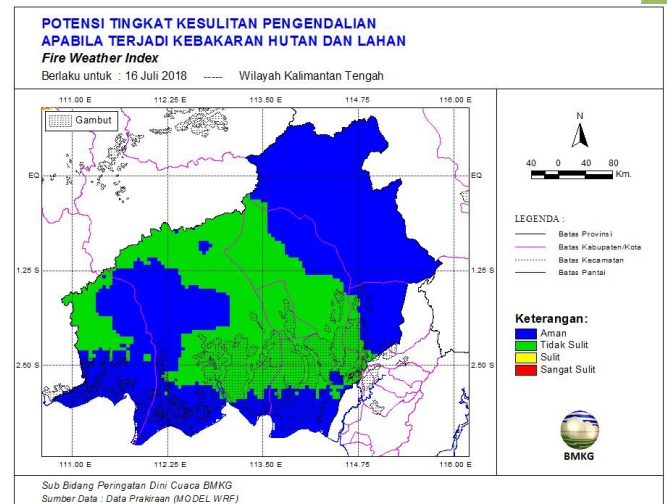 POTENSI TINGKAT KESULITAN PENGENDALIAN
APABILA TERJADI KEBAKARAN HUTAN DAN LAHAN
Fire Weather Index
Berlaku untuk : 16 Juli 2018 ----- Wilayah Kalimantan Tengah
111.00 E 112.25 E 113.50 E 114.75 116.00 E
Gambut
EQ EQ
1.25 S 1.25 S
2.50 S 2.50 S
111.00 E 112.25 E 113.50 E 114.75 116.00 E
N
40 0 40 80
Km.
LEGENDA :
Batas Provinsi
Batas Kabupaten/Kota
Batas Kecamatan
Batas Pantai
Keterangan:
Aman
Tidak Sulit
Sulit
Sangat Sulit
BMKG
Sub Bidang Peringatan Dini Cuaca BMKG
Sumber Data : Data Prakiraan (MODEL WRF)